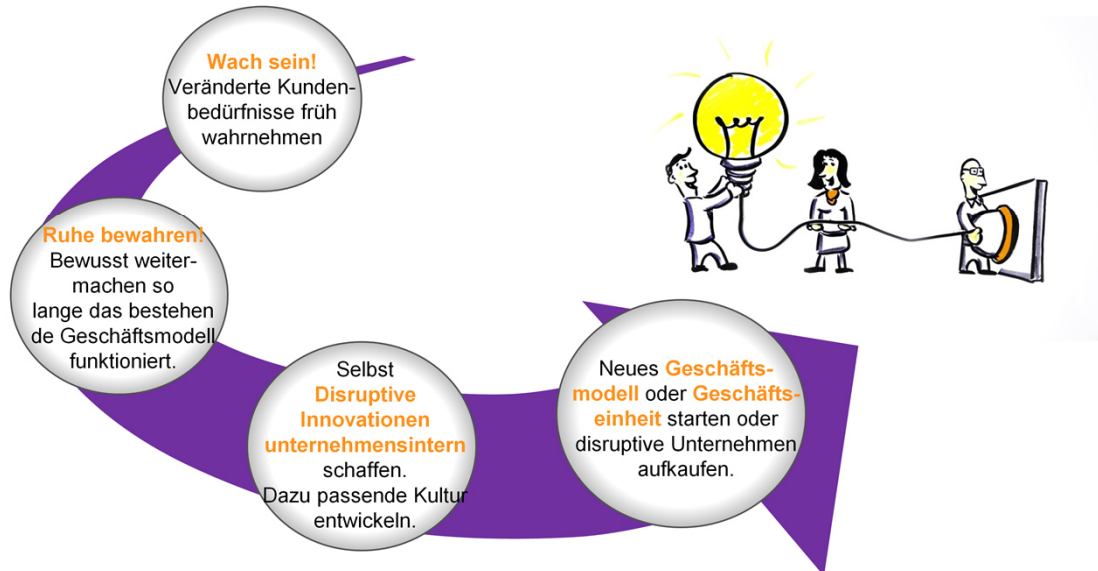 Wach sein!
Veränderte Kunden-
bedürfnisse früh
wahrnehmen
Ruhe bewahren!
Bewusst weiter-
machen so
lange das bestehen
de Geschäftsmodell
funktioniert.
Selbst
Disruptive
Innovationen
unternehmensintern
schaffen.
Dazu passende Kultur
entwickeln.
Neues Geschäfts-
modell oder Geschäfts-
einheit starten oder
disruptive Unternehmen
aufkaufen.